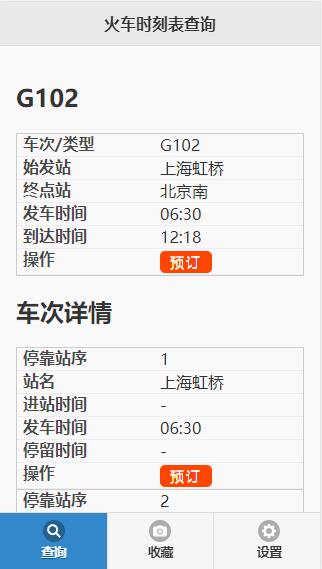 火车时刻表查询
G102
车次/类型 G102
始发站 上海虹桥
终点站 北京南
发车时间 06:30
到达时间 12:18
操作 预订
车次详情
停靠站序 1
站名 上海虹桥
进站时间 -
发车时间 06:30
停留时间 -
操作 预订
停靠站序 2
查询 收藏 设置